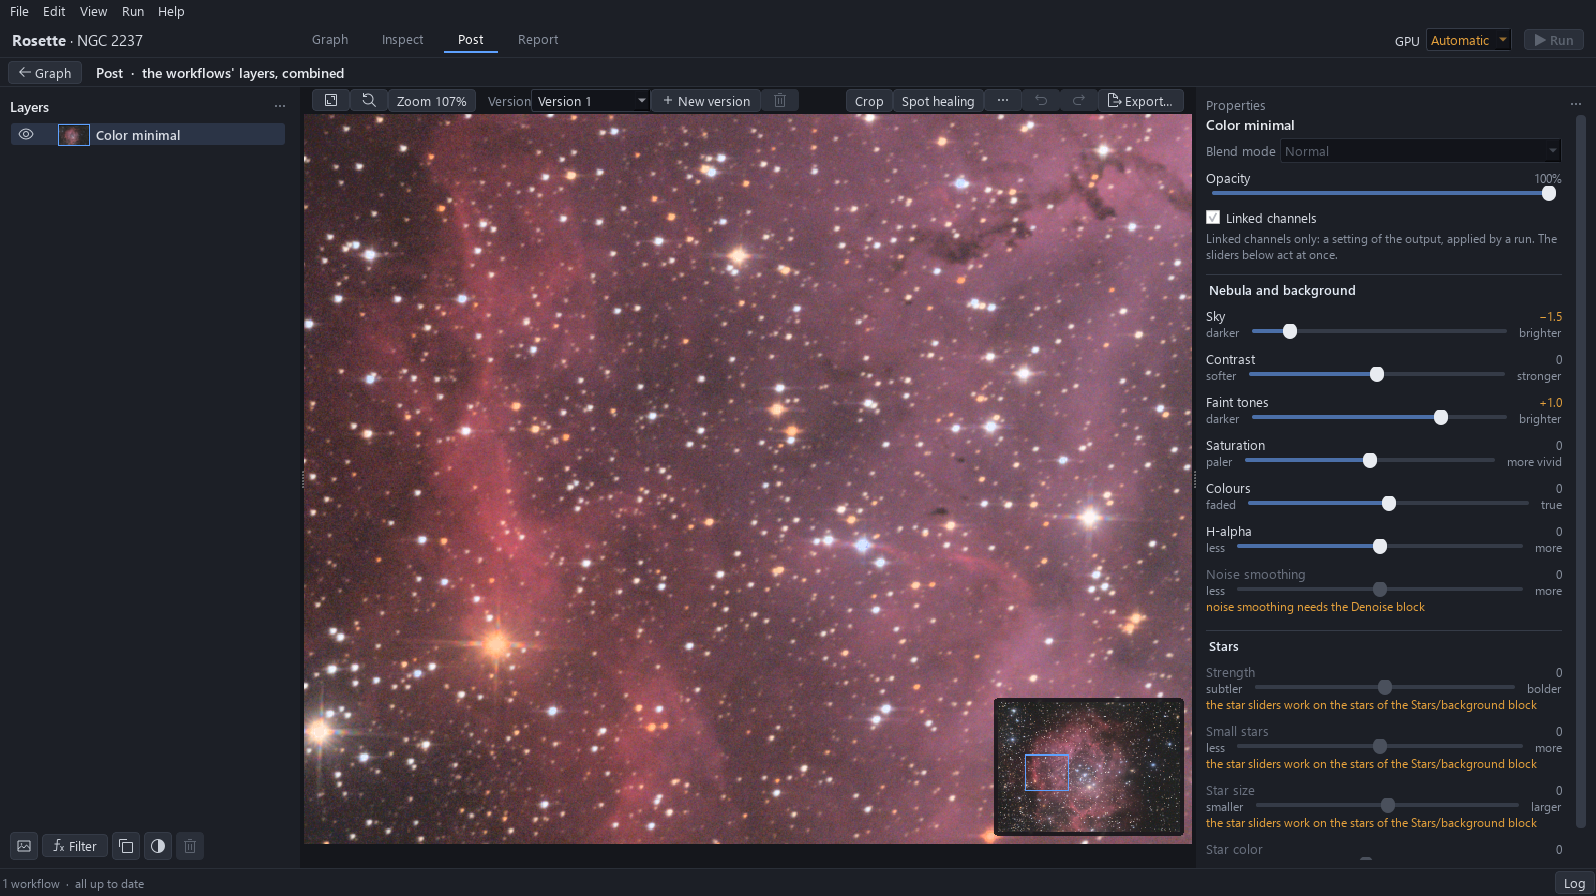 File Edit View Run Help
Rosette · NGC 2237
Graph Inspect Post Report
GPU Automatic Run
Graph
Post · the workflows' layers, combined
Layers
Color minimal
Filter
Zoom 107%
Version Version 1
New version
Crop Spot healing ··· Export...
Properties
Color minimal
Blend mode Normal
Opacity 100%
Linked channels
Linked channels only: a setting of the output, applied by a run. The
sliders below act at once.
Nebula and background
Sky −1.5
darker brighter
Contrast 0
softer stronger
Faint tones +1.0
darker brighter
Saturation 0
paler more vivid
Colours 0
faded true
H-alpha 0
less more
Noise smoothing 0
less more
noise smoothing needs the Denoise block
Stars
Strength 0
subtler bolder
the star sliders work on the stars of the Stars/background block
Small stars 0
less more
the star sliders work on the stars of the Stars/background block
Star size 0
smaller larger
the star sliders work on the stars of the Stars/background block
Star color 0
1 workflow · all up to date
Log